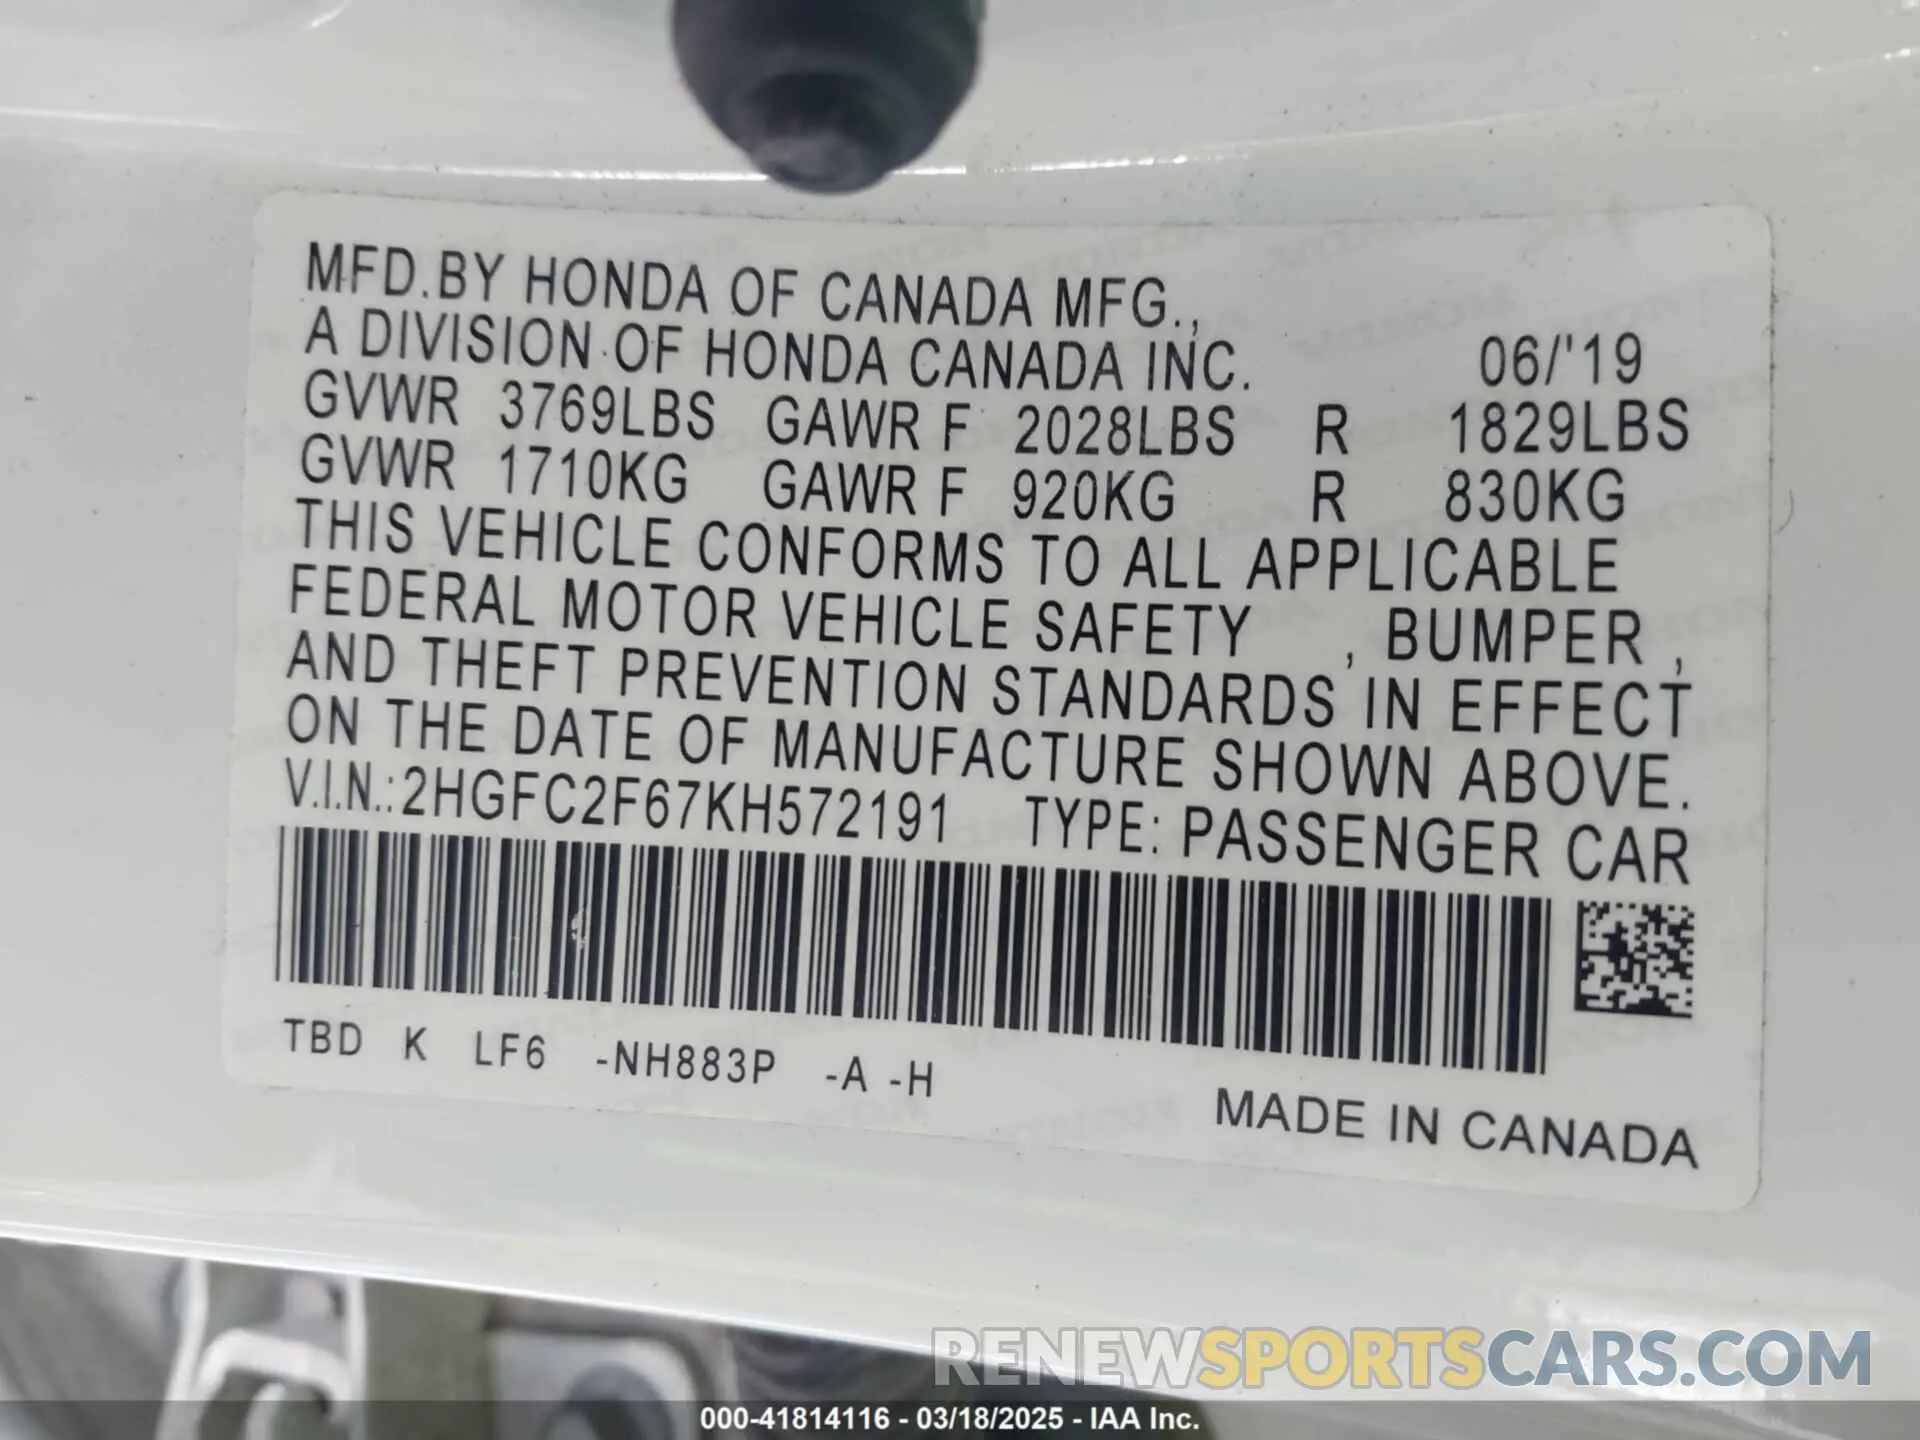 MFD.BY HONDA OF CANADA MFG.,
A DIVISION OF HONDA CANADA INC. 06/'19
GVWR 3769LBS GAWR F 2028LBS R 1829LBS
GVWR 1710KG GAWR F 920KG R 830KG
THIS VEHICLE CONFORMS TO ALL APPLICABLE
FEDERAL MOTOR VEHICLE SAFETY , BUMPER ,
AND THEFT PREVENTION STANDARDS IN EFFECT
ON THE DATE OF MANUFACTURE SHOWN ABOVE.
V.I.N.:2HGFC2F67KH572191 TYPE: PASSENGER CAR
TBD K LF6 -NH883P -A -H
MADE IN CANADA
RENEWSPORTSCARS.COM
000-41814116 - 03/18/2025 - IAA Inc.